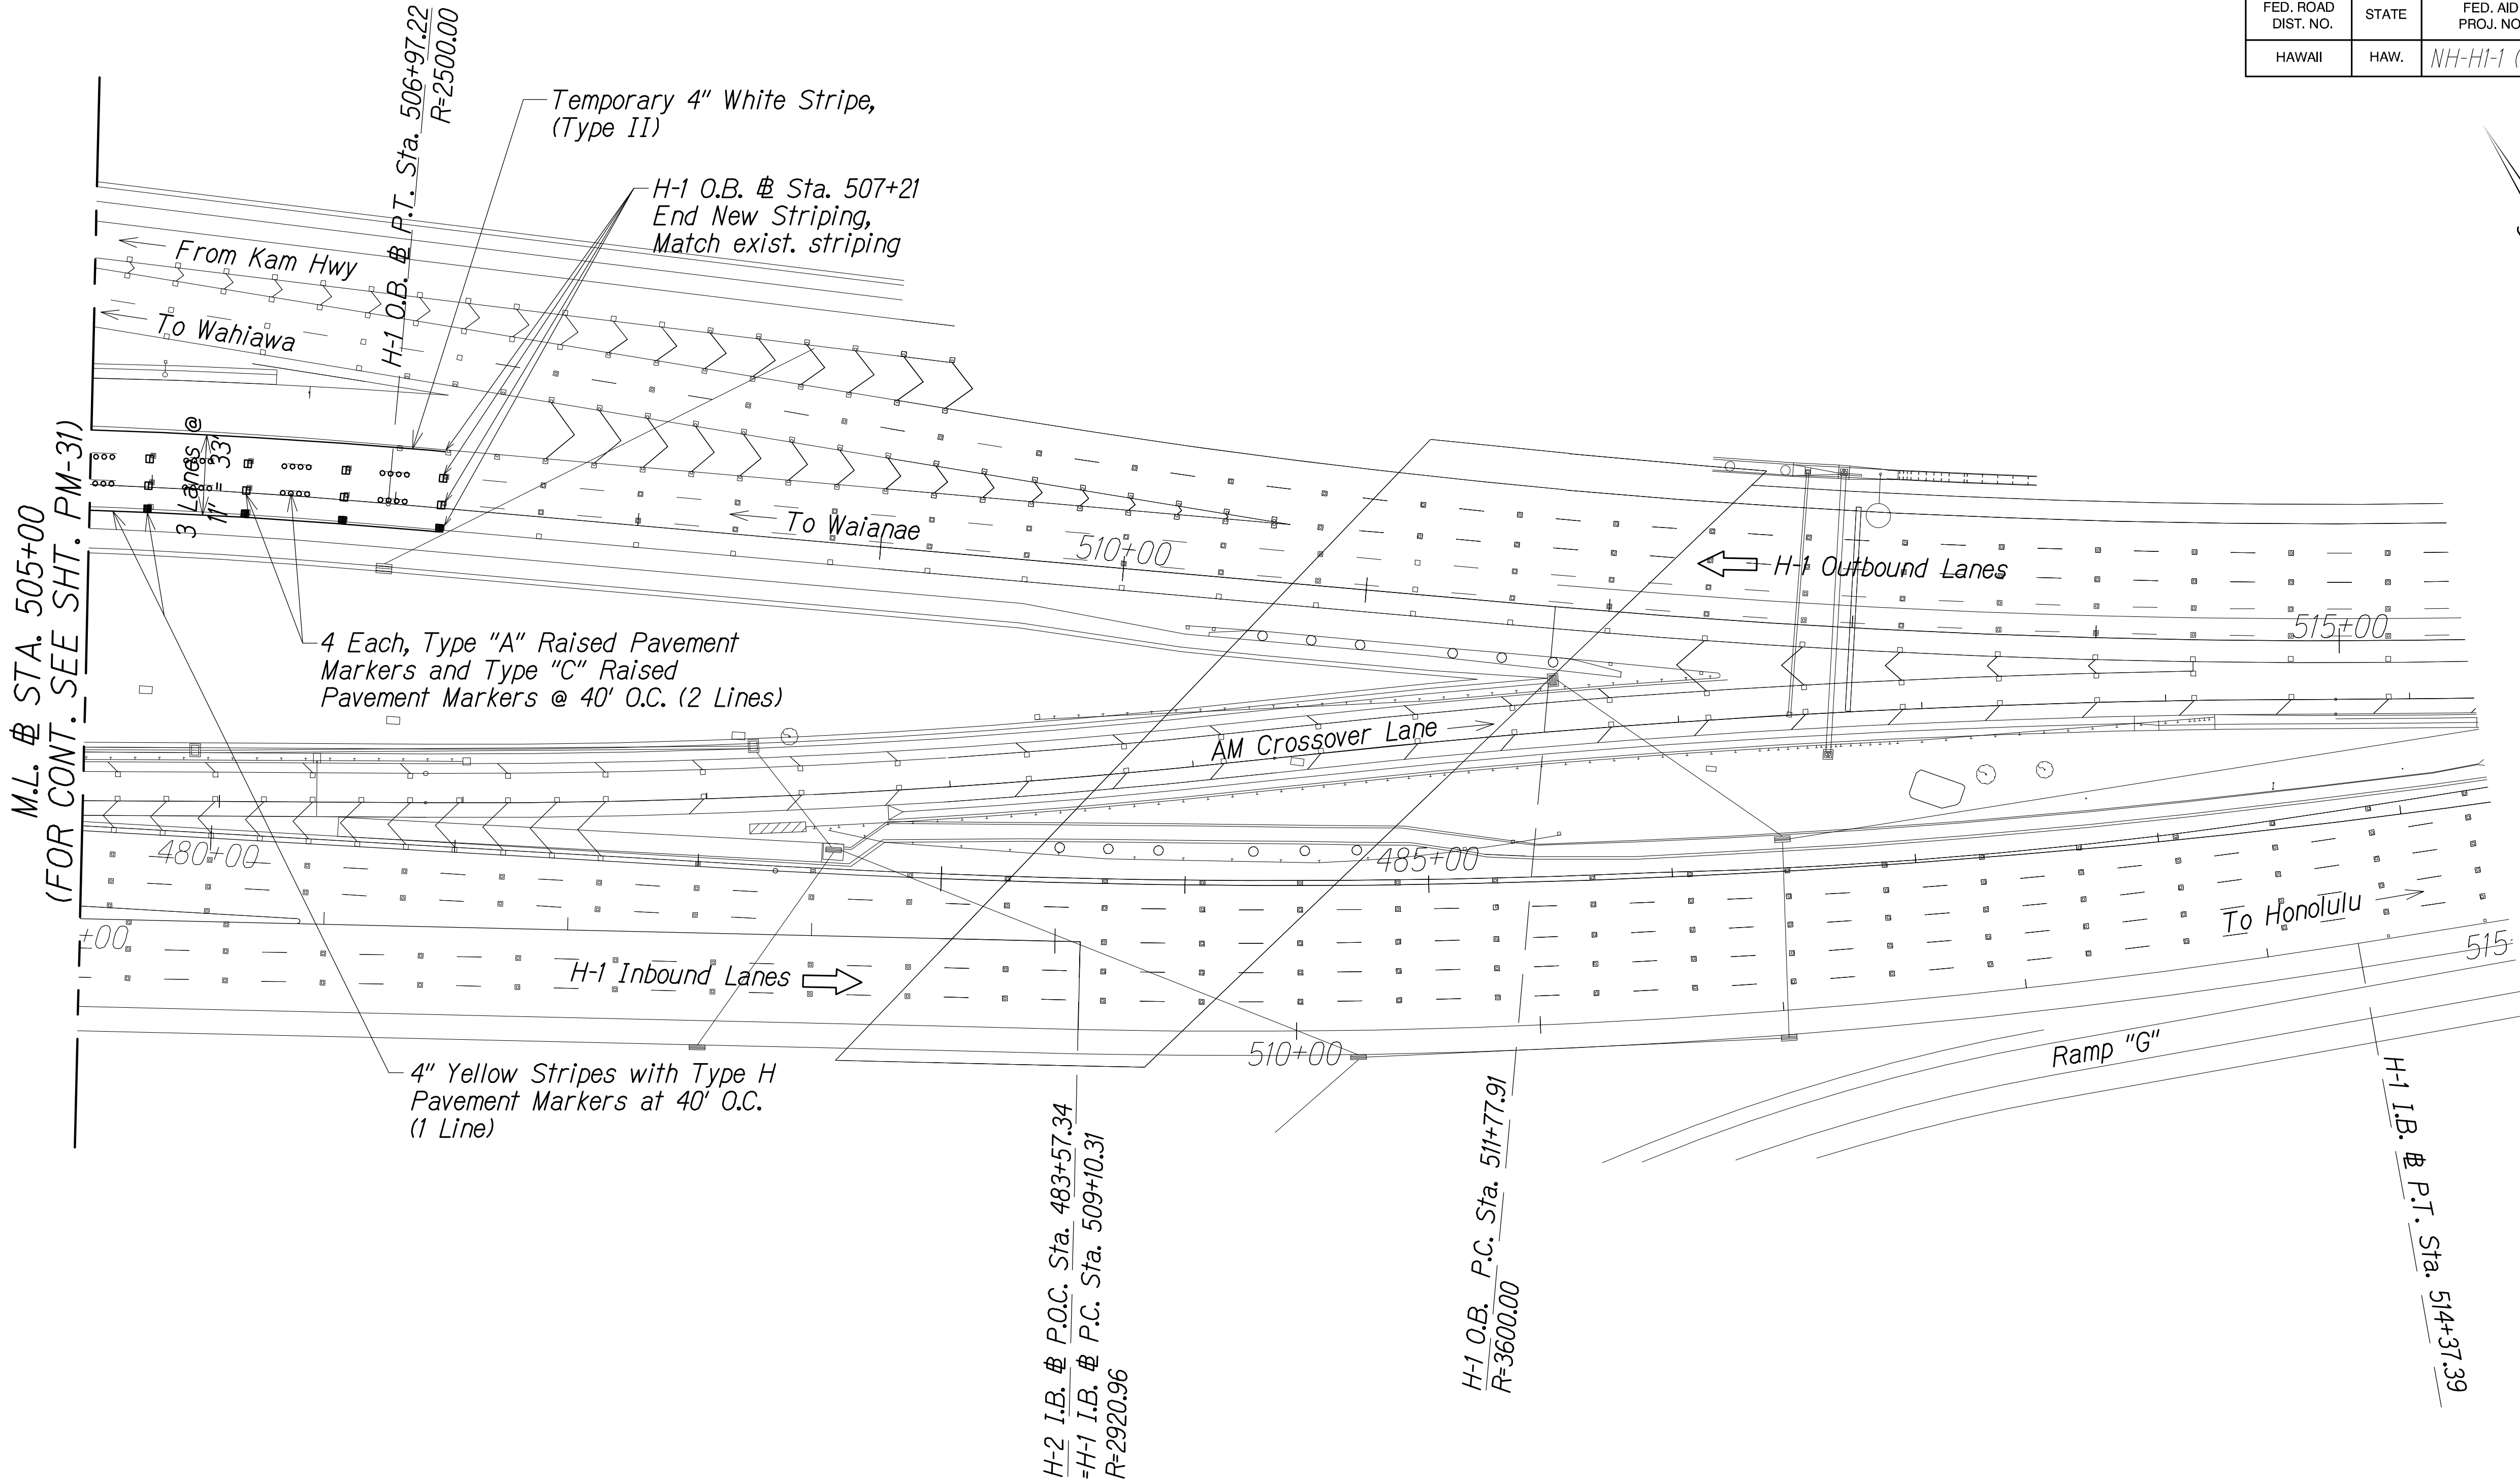 FED. ROAD
DIST. NO.
STATE
FED. AID
PROJ. NO
HAWAII
HAW.
NH-H1-1 (
H-1 O.B. ⅊ P.T. Sta. 506+97.22
R=2500.00
Temporary 4" White Stripe,
(Type II)
H-1 O.B. ⅊ Sta. 507+21
End New Striping,
Match exist. striping
From Kam Hwy
To Wahiawa
3 Lanes @
11' = 33'
To Waianae
510+00
H-1 Outbound Lanes
515+00
M.L. ⅊ STA. 505+00
(FOR CONT. SEE SHT. PM-31)
4 Each, Type "A" Raised Pavement
Markers and Type "C" Raised
Pavement Markers @ 40' O.C. (2 Lines)
AM Crossover Lane
480+00
485+00
To Honolulu
+00
H-1 Inbound Lanes
515
510+00
Ramp "G"
4" Yellow Stripes with Type H
Pavement Markers at 40' O.C.
(1 Line)
H-2 I.B. ⅊ P.O.C. Sta. 483+57.34
=H-1 I.B. ⅊ P.C. Sta. 509+10.31
R=2920.96
H-1 O.B. P.C. Sta. 511+77.91
R=3600.00
H-1 I.B. ⅊ P.T. Sta. 514+37.39